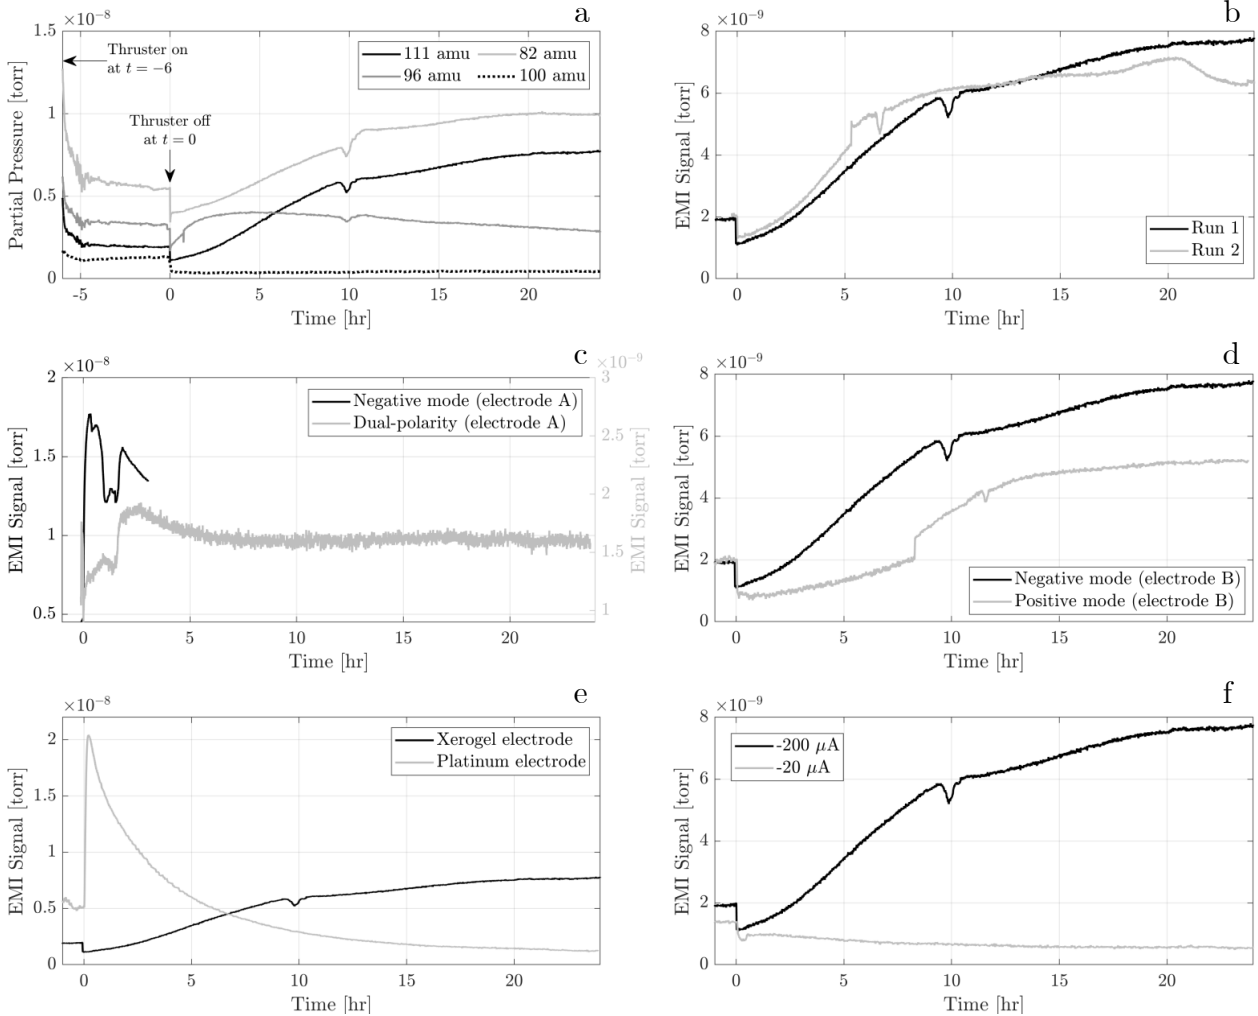 a
×10⁻⁸
1.5
1
0.5
0
Partial Pressure [torr]
Thruster on
at t = −6
Thruster off
at t = 0
111 amu
82 amu
96 amu
100 amu
-5
0
5
10
15
20
Time [hr]
b
×10⁻⁹
8
6
4
2
0
EMI Signal [torr]
Run 1
Run 2
0
5
10
15
20
Time [hr]
c
×10⁻⁸
2
1.5
1
0.5
EMI Signal [torr]
Negative mode (electrode A)
Dual-polarity (electrode A)
×10⁻⁹
3
2.5
2
1.5
1
EMI Signal [torr]
0
5
10
15
20
Time [hr]
d
×10⁻⁹
8
6
4
2
0
EMI Signal [torr]
Negative mode (electrode B)
Positive mode (electrode B)
0
5
10
15
20
Time [hr]
e
×10⁻⁸
2
1.5
1
0.5
0
EMI Signal [torr]
Xerogel electrode
Platinum electrode
0
5
10
15
20
Time [hr]
f
×10⁻⁹
8
6
4
2
0
EMI Signal [torr]
-200 μA
-20 μA
0
5
10
15
20
Time [hr]